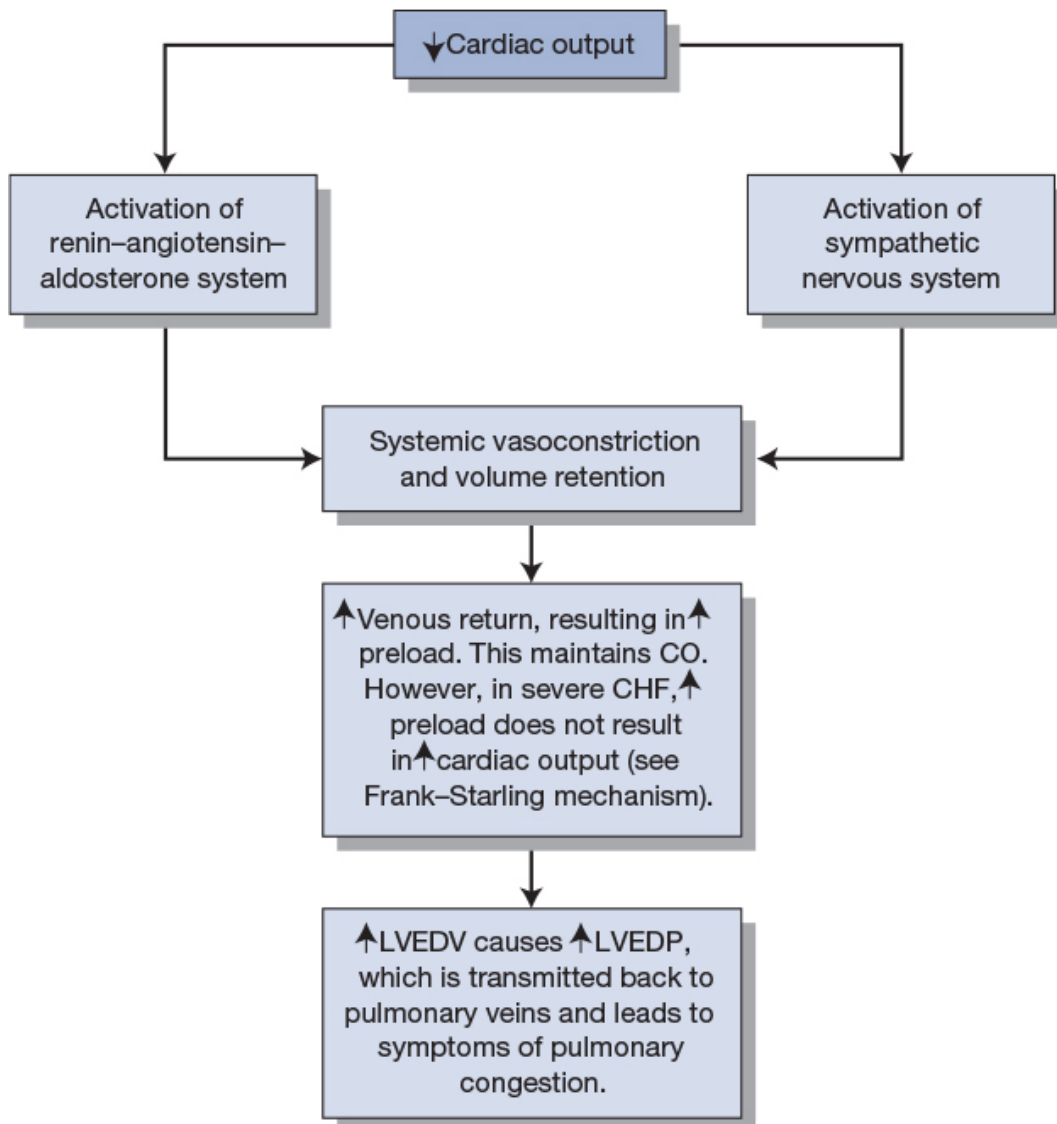 ↓Cardiac output
Activation of
renin–angiotensin–
aldosterone system
Activation of
sympathetic
nervous system
Systemic vasoconstriction
and volume retention
↑Venous return, resulting in↑
preload. This maintains CO.
However, in severe CHF,↑
preload does not result
in↑cardiac output (see
Frank–Starling mechanism).
↑LVEDV causes ↑LVEDP,
which is transmitted back to
pulmonary veins and leads to
symptoms of pulmonary
congestion.